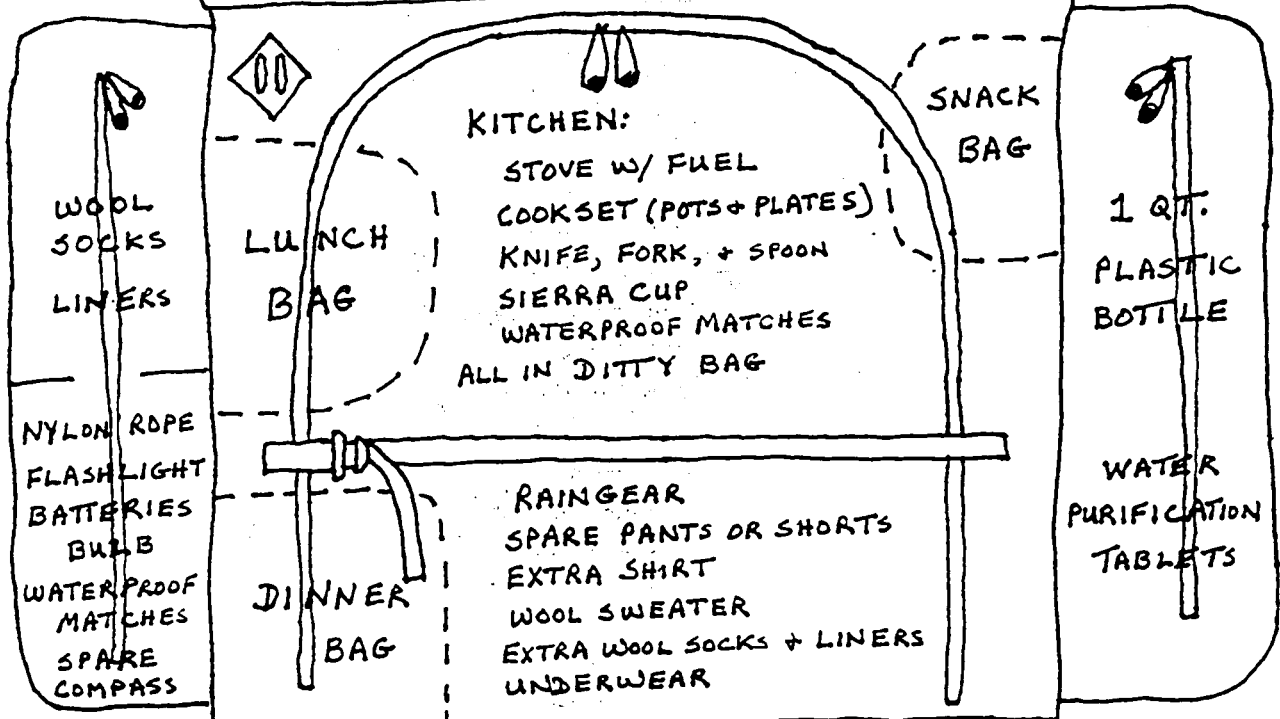 WOOL
SOCKS
LINERS
NYLON ROPE
FLASHLIGHT
BATTERIES
BULB
WATERPROOF
MATCHES
SPARE
COMPASS
LUNCH
BAG
DINNER
BAG
KITCHEN:
STOVE W/ FUEL
COOKSET (POTS + PLATES)
KNIFE, FORK, + SPOON
SIERRA CUP
WATERPROOF MATCHES
ALL IN DITTY BAG
RAINGEAR
SPARE PANTS OR SHORTS
EXTRA SHIRT
WOOL SWEATER
EXTRA WOOL SOCKS + LINERS
UNDERWEAR
SNACK
BAG
1 QT.
PLASTIC
BOTTLE
WATER
PURIFICATION
TABLETS